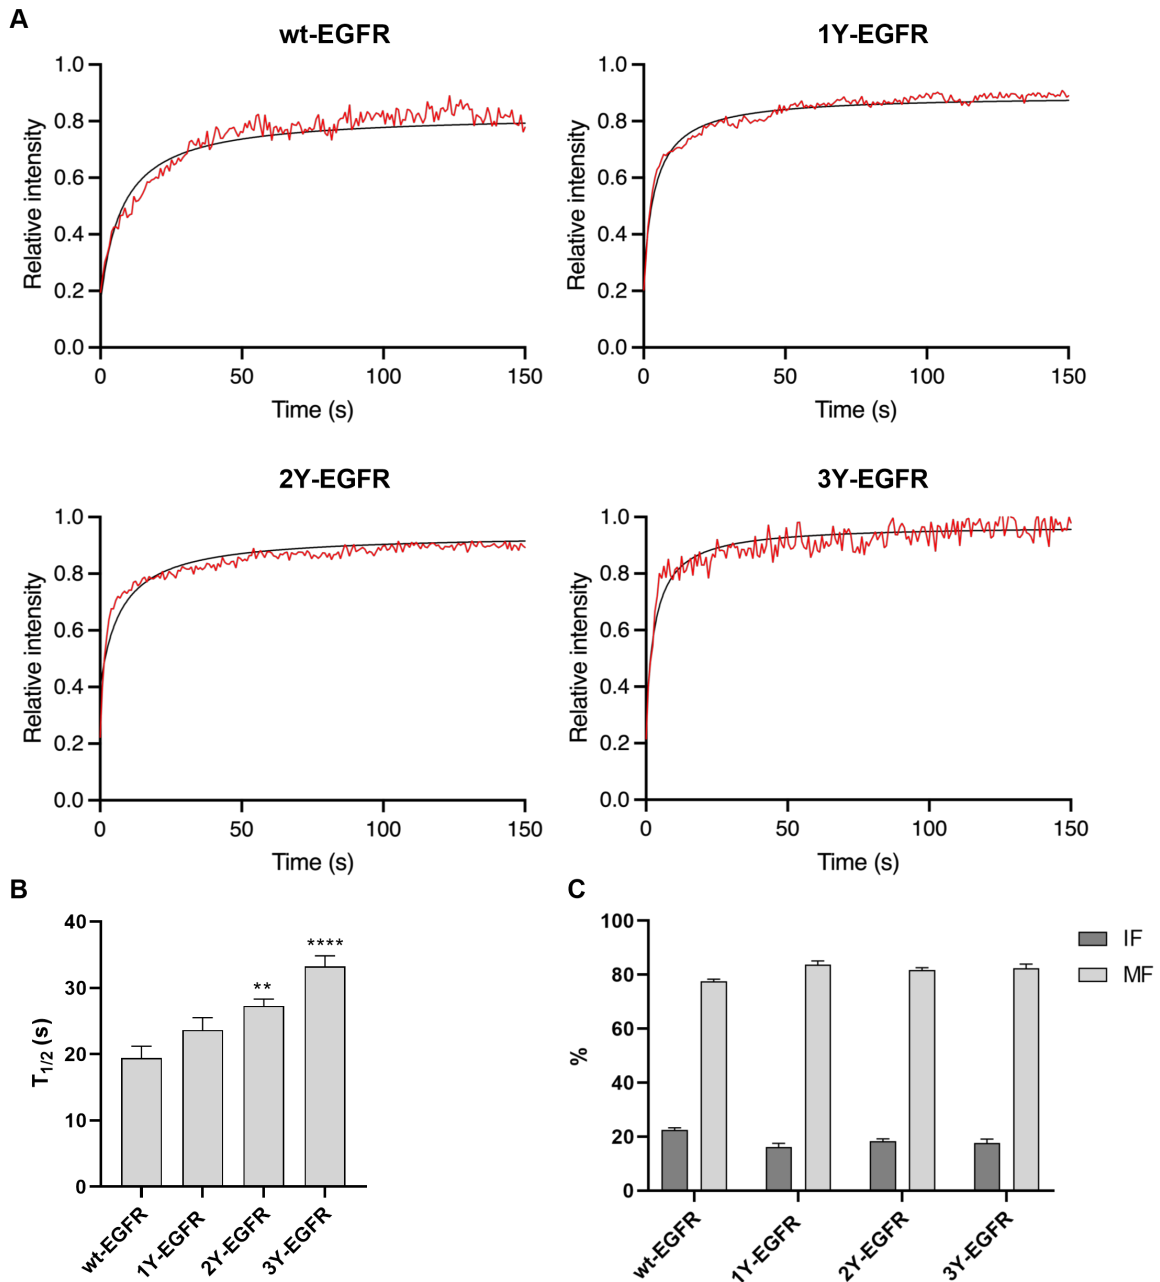 A
wt-EGFR
1Y-EGFR
Relative intensity
1.0
0.8
0.6
0.4
0.2
0.0
0
50
100
150
Time (s)
Relative intensity
1.0
0.8
0.6
0.4
0.2
0.0
0
50
100
150
Time (s)
2Y-EGFR
3Y-EGFR
Relative intensity
1.0
0.8
0.6
0.4
0.2
0.0
0
50
100
150
Time (s)
Relative intensity
1.0
0.8
0.6
0.4
0.2
0.0
0
50
100
150
Time (s)
B
T1/2 (s)
40
30
20
10
0
**
****
wt-EGFR
1Y-EGFR
2Y-EGFR
3Y-EGFR
C
%
100
80
60
40
20
0
wt-EGFR
1Y-EGFR
2Y-EGFR
3Y-EGFR
IF
MF